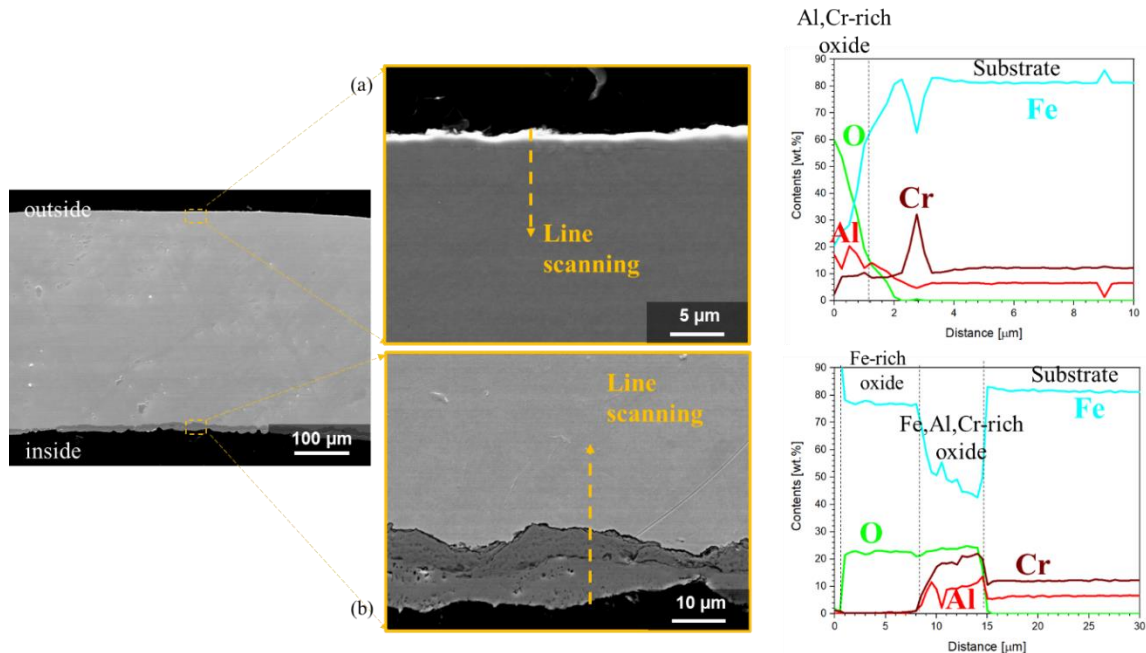 outside
inside
100 µm
(a)
Line
scanning
5 µm
Line
scanning
(b)
10 µm
Al,Cr-rich
oxide
90
80
70
60
50
40
30
20
10
0
Contents [wt.%]
Substrate
Fe
O
Cr
Al
0 2 4 6 8 10
Distance [µm]
Fe-rich
oxide
90
80
70
60
50
40
30
20
10
0
Contents [wt.%]
Substrate
Fe
Fe,Al,Cr-rich
oxide
O
Cr
Al
0 5 10 15 20 25 30
Distance [µm]